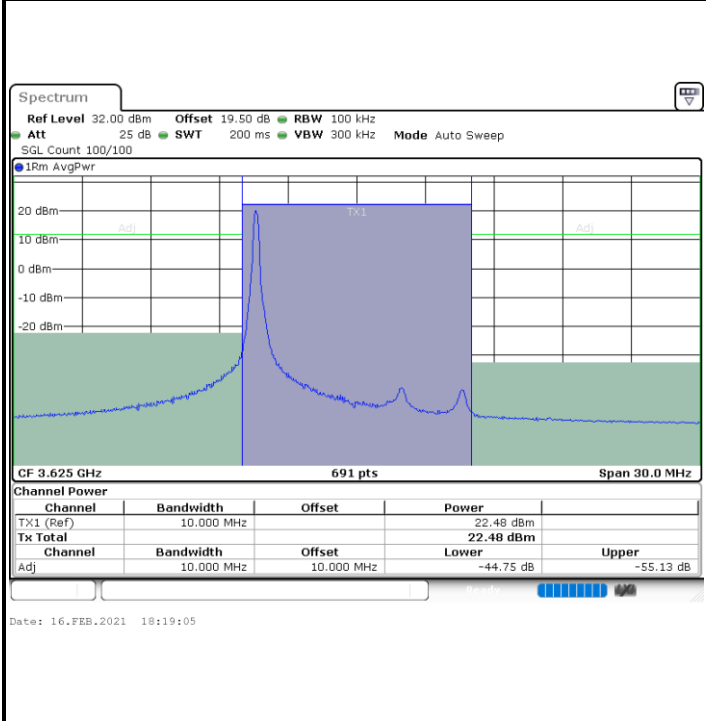 Spectrum
Ref Level 32.00 dBm Offset 19.50 dB RBW 100 kHz
Att 25 dB SWT 200 ms VBW 300 kHz Mode Auto Sweep
SGL Count 100/100
1Rm AvgPwr
20 dBm
TX1
Adj
Adj
10 dBm
0 dBm
-10 dBm
-20 dBm
CF 3.625 GHz 691 pts Span 30.0 MHz
Channel Power
Channel Bandwidth Offset Power
TX1 (Ref) 10.000 MHz 22.48 dBm
Tx Total 22.48 dBm
Channel Bandwidth Offset Lower Upper
Adj 10.000 MHz 10.000 MHz -44.75 dB -55.13 dB
Ready
Date: 16.FEB.2021 18:19:05